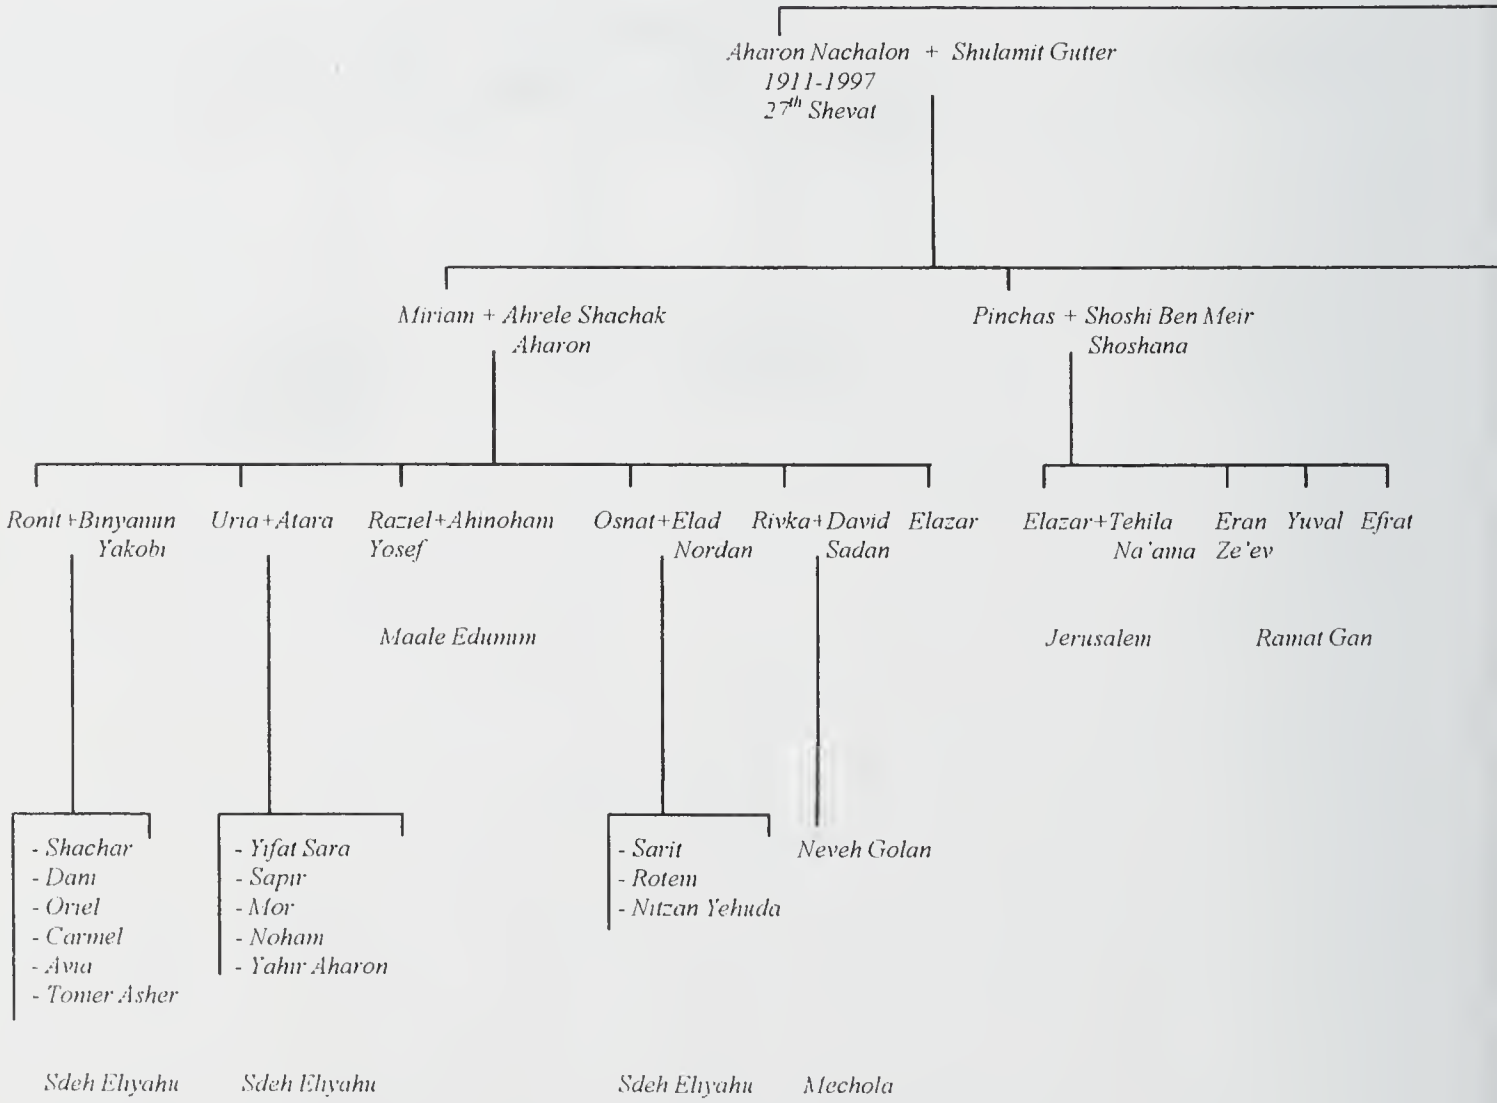 Aharon Nachalon + Shulamit Gutter
1911-1997
27th Shevat
Miriam + Ahrele Shachak
Aharon
Pinchas + Shoshi Ben Meir
Shoshana
Ronit + Binyamin
Yakobi
Uria+Atara
Raziel+Ahinoham
Yosef
Osnat+Elad
Nordan
Rivka+David
Sadan
Elazar
Elazar+Tehila
Na'ama
Eran
Ze'ev
Yuval
Efrat
Maale Edumim
Jerusalem
Ramat Gan
- Shachar
- Dani
- Oriel
- Carmel
- Avia
- Tomer Asher
- Yifat Sara
- Sapir
- Mor
- Noham
- Yahir Aharon
- Sarit
- Rotem
- Nitzan Yehuda
Neveh Golan
Sdeh Eliyahu
Sdeh Eliyahu
Sdeh Eliyahu
Mechola